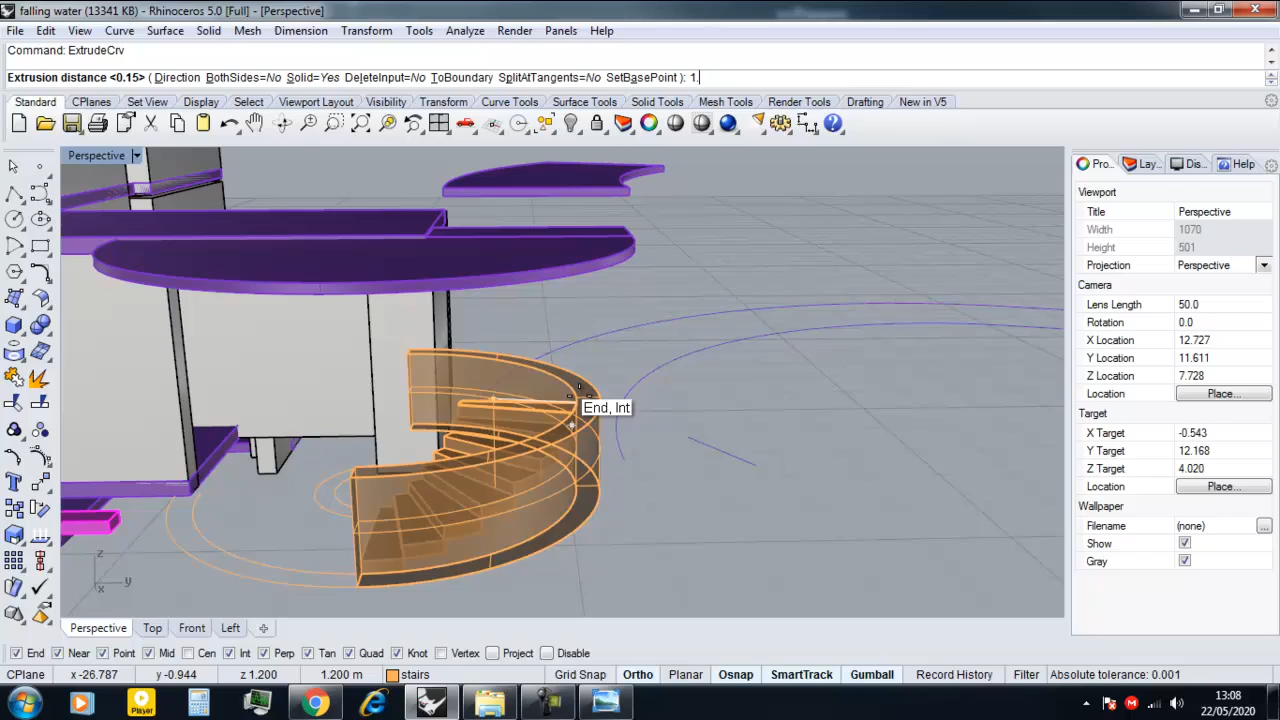 falling water (13341 KB) - Rhinoceros 5.0 [Full] - [Perspective]
File Edit View Curve Surface Solid Mesh Dimension Transform Tools Analyze Render Panels Help
Command: ExtrudeCrv
Extrusion distance <0.15> ( Direction BothSides=No Solid=Yes DeleteInput=No ToBoundary SplitAtTangents=No SetBasePoint ): 1.
Standard CPlanes Set View Display Select Viewport Layout Visibility Transform Curve Tools Surface Tools Solid Tools Mesh Tools Render Tools Drafting New in V5
Perspective
Pro... Lay... Dis... Help
Viewport
Title Perspective
Width 1070
Height 501
Projection Perspective
Camera
Lens Length 50.0
Rotation 0.0
X Location 12.727
Y Location 11.611
Z Location 7.728
Location Place...
Target
X Target -0.543
Y Target 12.168
Z Target 4.020
Location Place...
Wallpaper
Filename (none) ...
Show
Gray
End, Int
z
x y
Perspective Top Front Left
End Near Point Mid Cen Int Perp Tan Quad Knot Vertex Project Disable
CPlane x -26.787 y -0.944 z 1.200 1.200 m stairs Grid Snap Ortho Planar Osnap SmartTrack Gumball Record History Filter Absolute tolerance: 0.001
Player
13:08
22/05/2020